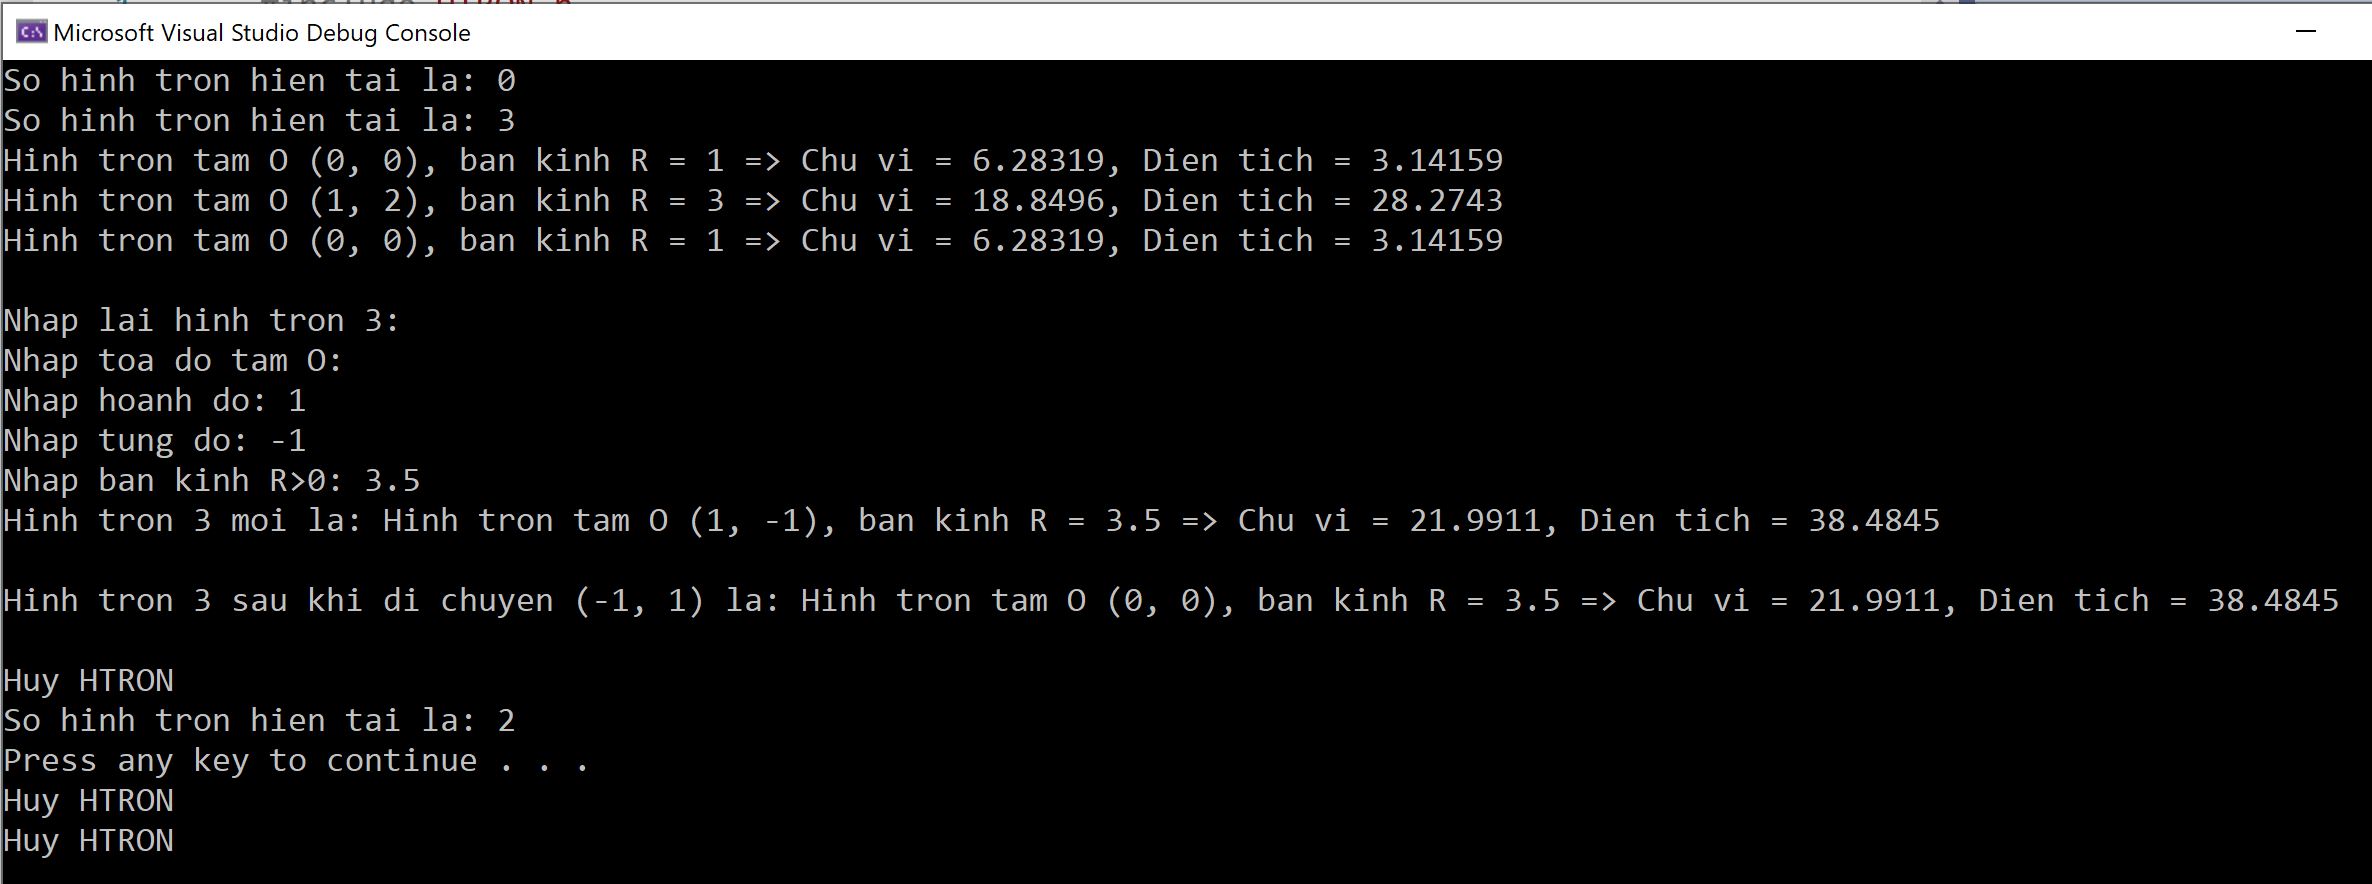 Microsoft Visual Studio Debug Console
So hinh tron hien tai la: 0
So hinh tron hien tai la: 3
Hinh tron tam O (0, 0), ban kinh R = 1 => Chu vi = 6.28319, Dien tich = 3.14159
Hinh tron tam O (1, 2), ban kinh R = 3 => Chu vi = 18.8496, Dien tich = 28.2743
Hinh tron tam O (0, 0), ban kinh R = 1 => Chu vi = 6.28319, Dien tich = 3.14159
Nhap lai hinh tron 3:
Nhap toa do tam O:
Nhap hoanh do: 1
Nhap tung do: -1
Nhap ban kinh R>0: 3.5
Hinh tron 3 moi la: Hinh tron tam O (1, -1), ban kinh R = 3.5 => Chu vi = 21.9911, Dien tich = 38.4845
Hinh tron 3 sau khi di chuyen (-1, 1) la: Hinh tron tam O (0, 0), ban kinh R = 3.5 => Chu vi = 21.9911, Dien tich = 38.4845
Huy HTRON
So hinh tron hien tai la: 2
Press any key to continue . . .
Huy HTRON
Huy HTRON